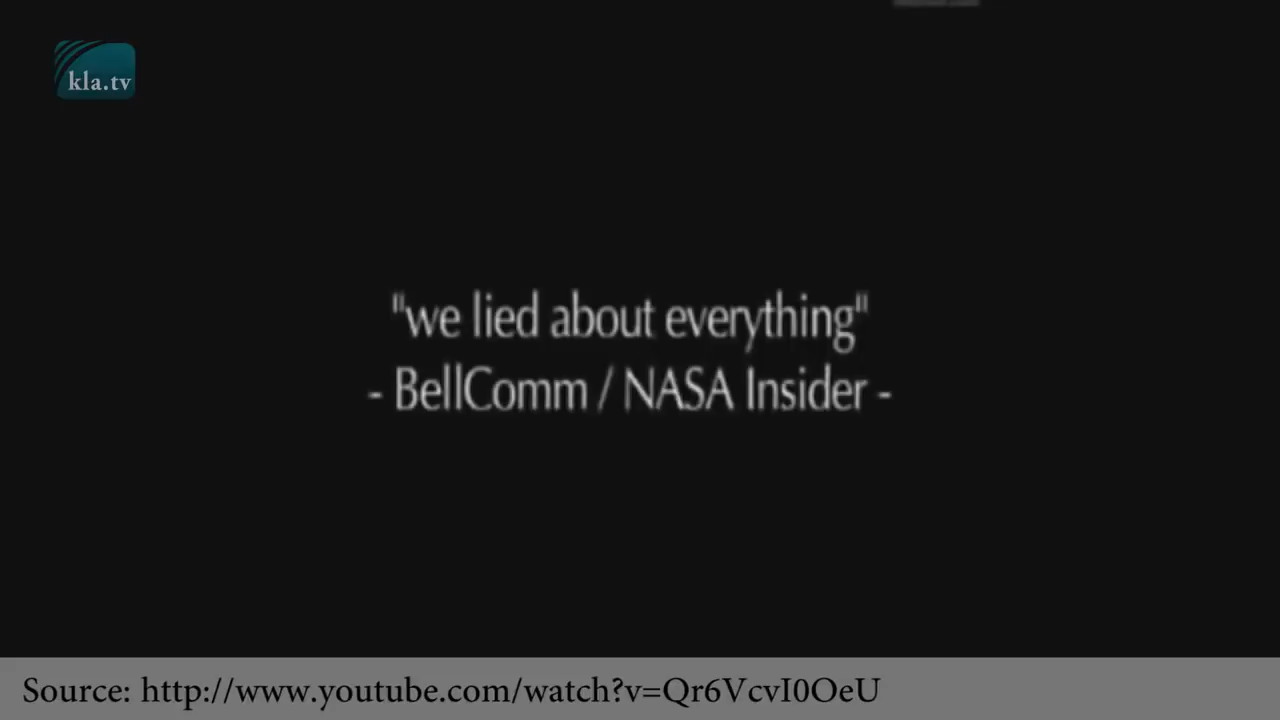 kla.tv
"we lied about everything"
- BellComm / NASA Insider -
Source: http://www.youtube.com/watch?v=Qr6VcvI0OeU